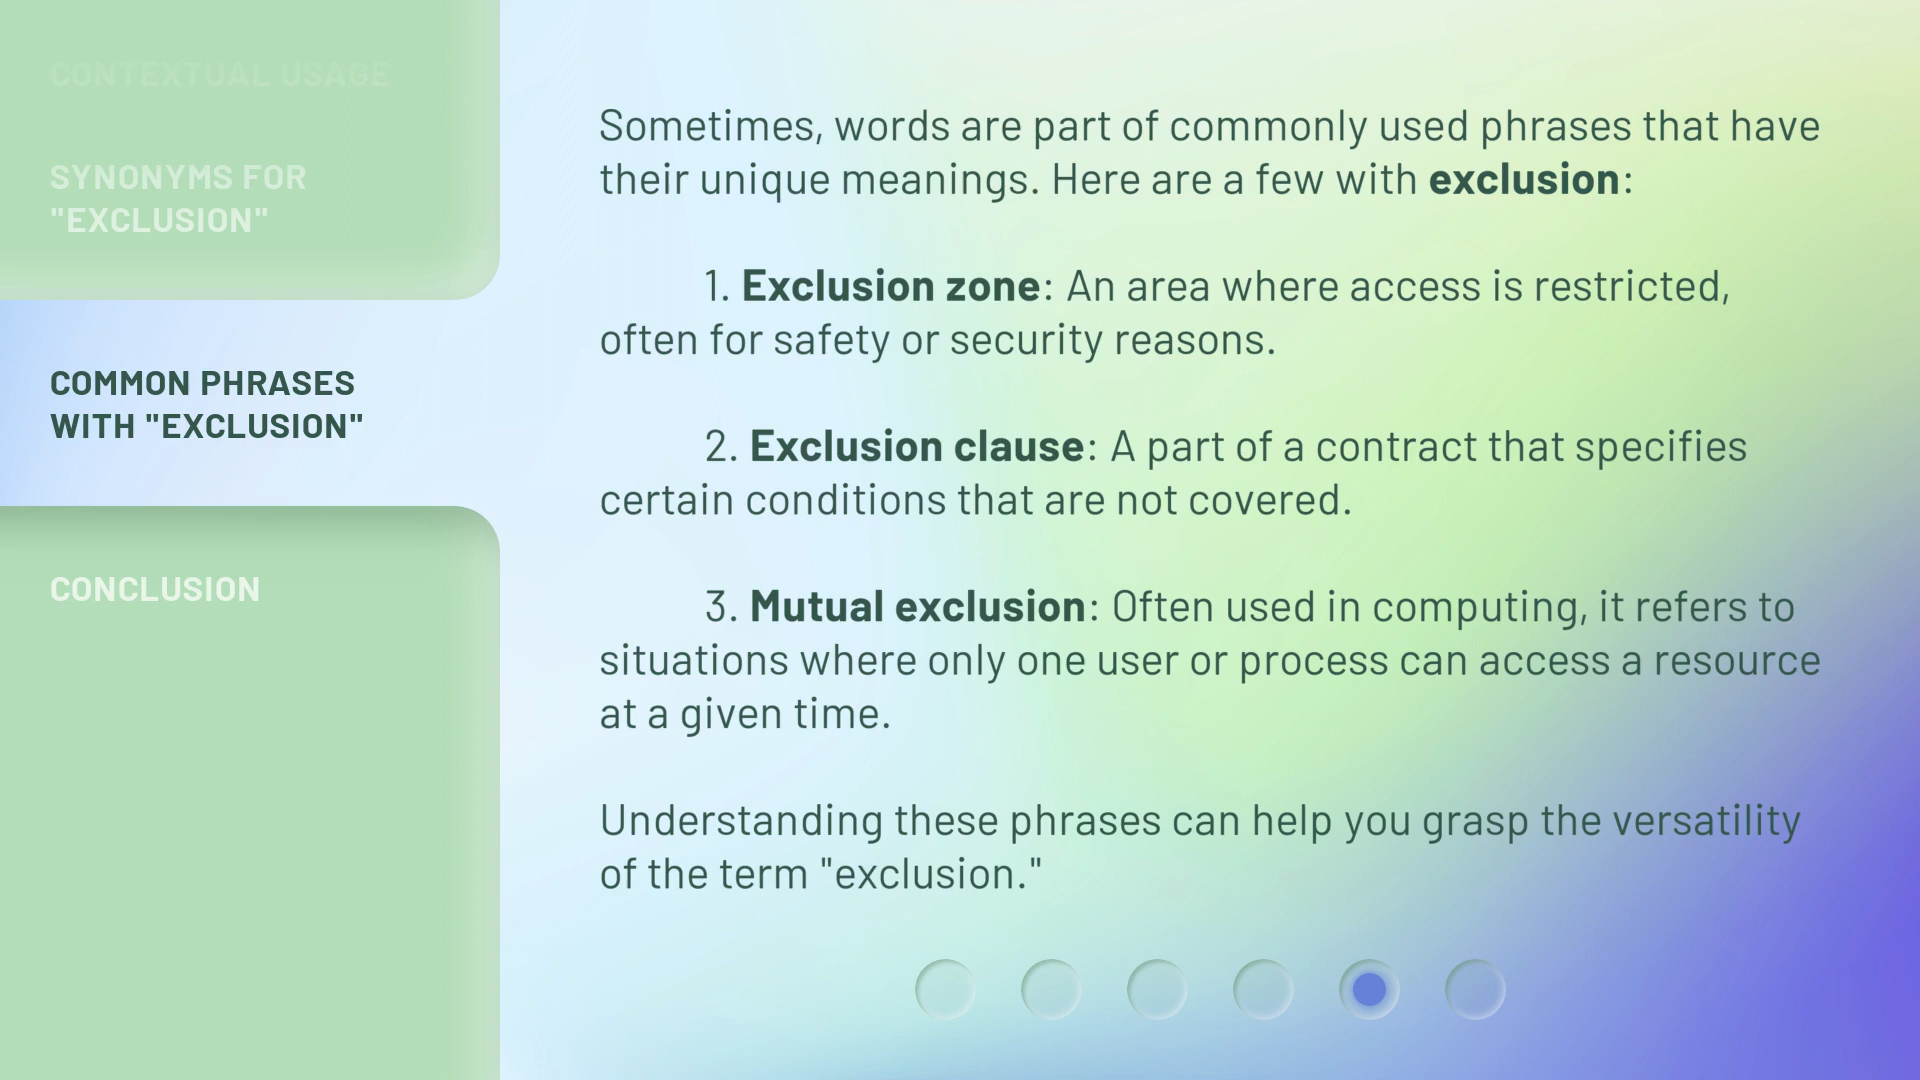 CONTEXTUAL USAGE
SYNONYMS FOR
"EXCLUSION"
COMMON PHRASES
WITH "EXCLUSION"
CONCLUSION
Sometimes, words are part of commonly used phrases that have
their unique meanings. Here are a few with exclusion:
1. Exclusion zone: An area where access is restricted,
often for safety or security reasons.
2. Exclusion clause: A part of a contract that specifies
certain conditions that are not covered.
3. Mutual exclusion: Often used in computing, it refers to
situations where only one user or process can access a resource
at a given time.
Understanding these phrases can help you grasp the versatility
of the term "exclusion."